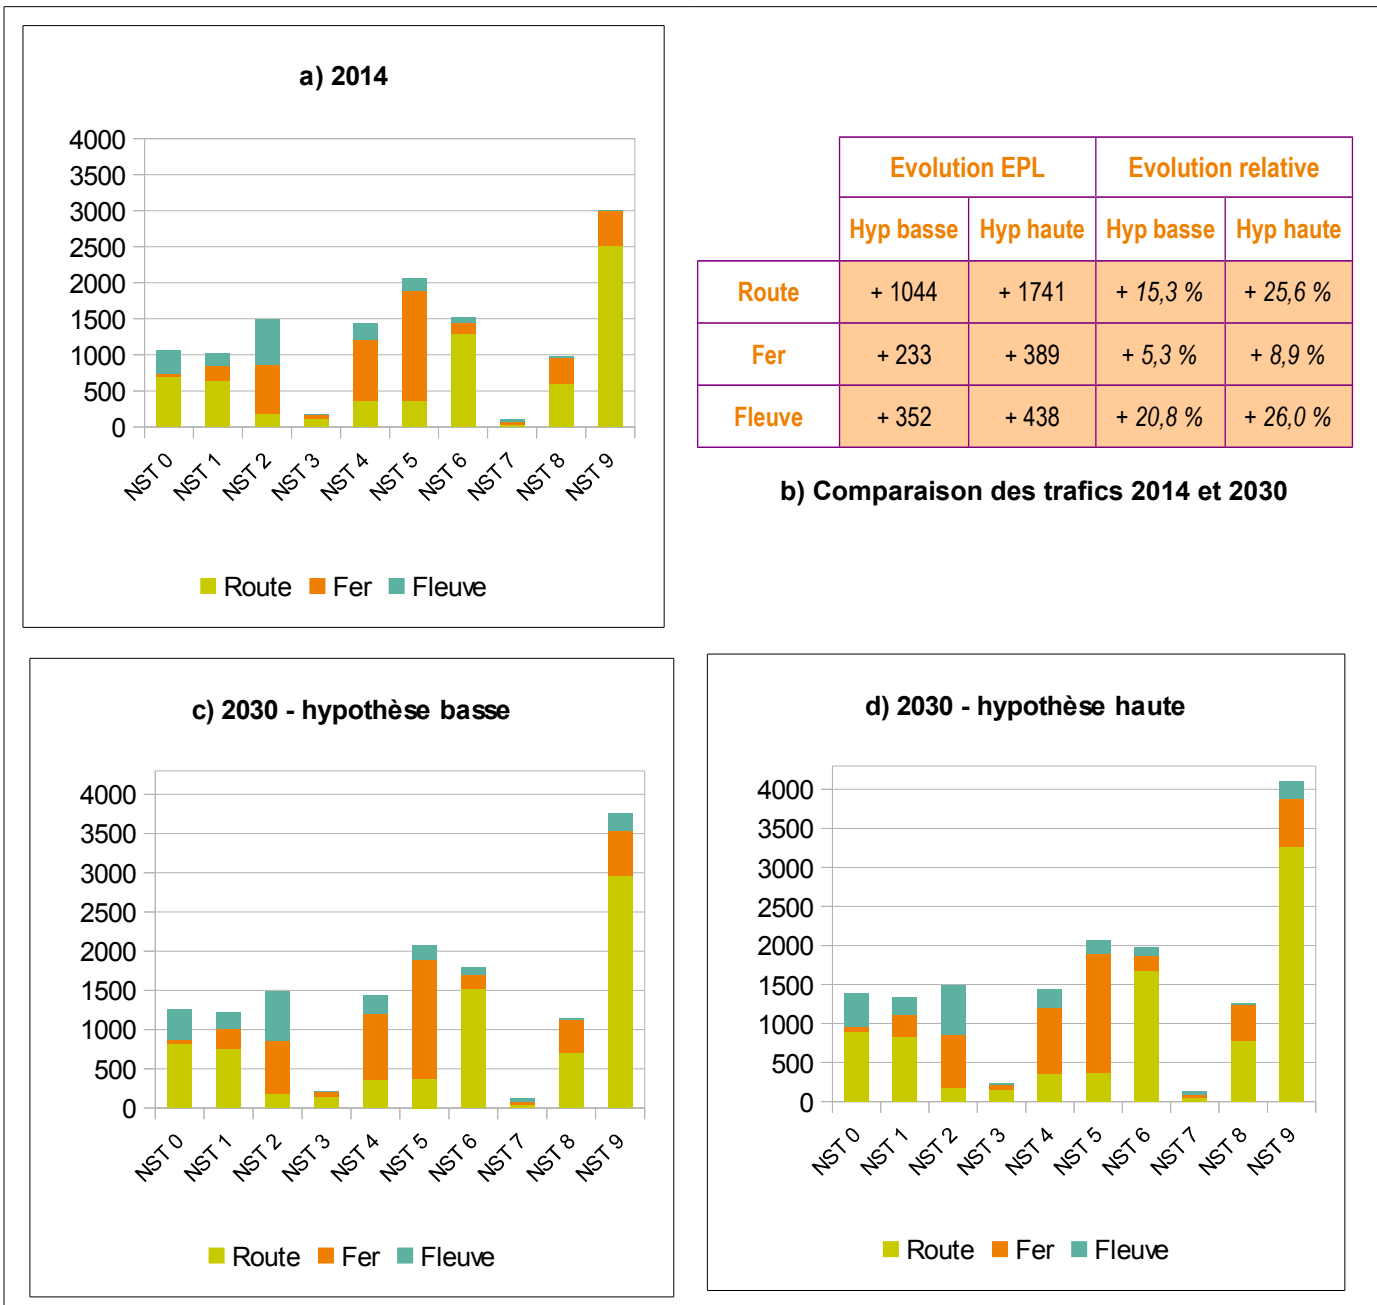 a) 2014
4000
3500
3000
2500
2000
1500
1000
500
0
NST 0 NST 1 NST 2 NST 3 NST 4 NST 5 NST 6 NST 7 NST 8 NST 9
Route Fer Fleuve
Evolution EPL Evolution relative
Hyp basse Hyp haute Hyp basse Hyp haute
Route + 1044 + 1741 + 15,3 % + 25,6 %
Fer + 233 + 389 + 5,3 % + 8,9 %
Fleuve + 352 + 438 + 20,8 % + 26,0 %
b) Comparaison des trafics 2014 et 2030
c) 2030 - hypothèse basse
4000
3500
3000
2500
2000
1500
1000
500
0
NST 0 NST 1 NST 2 NST 3 NST 4 NST 5 NST 6 NST 7 NST 8 NST 9
Route Fer Fleuve
d) 2030 - hypothèse haute
4000
3500
3000
2500
2000
1500
1000
500
0
NST 0 NST 1 NST 2 NST 3 NST 4 NST 5 NST 6 NST 7 NST 8 NST 9
Route Fer Fleuve